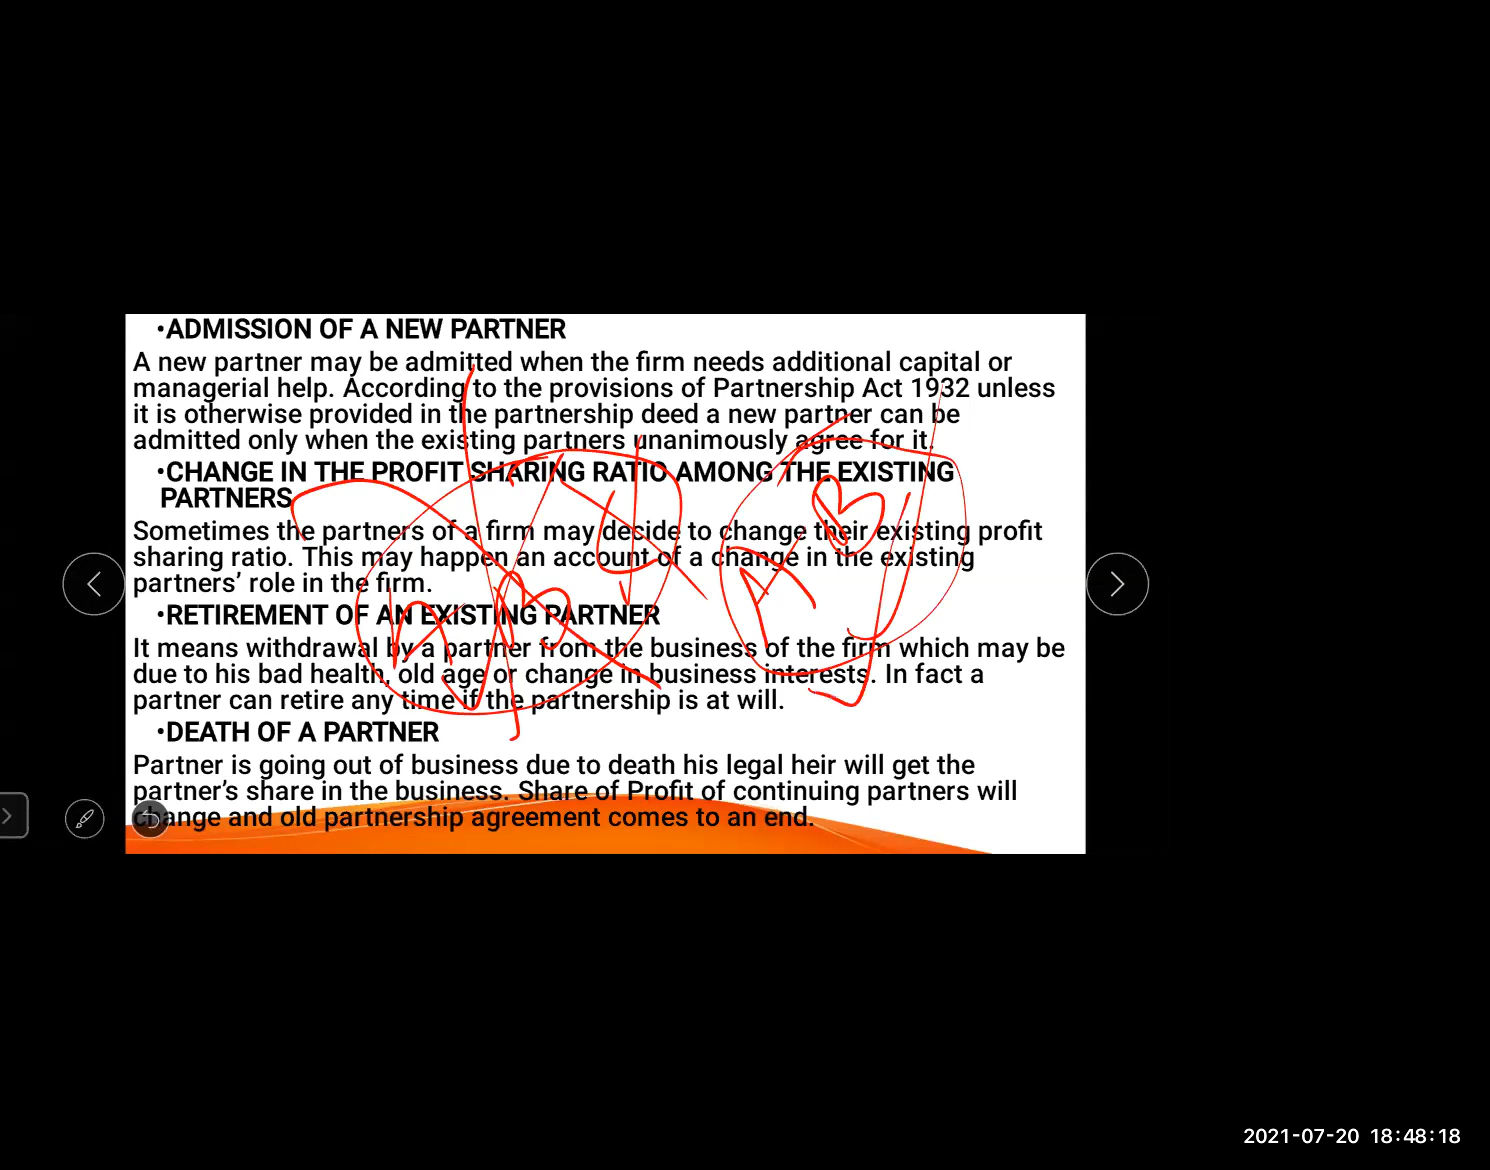 •ADMISSION OF A NEW PARTNER
A new partner may be admitted when the firm needs additional capital or
managerial help. According to the provisions of Partnership Act 1932 unless
it is otherwise provided in the partnership deed a new partner can be
admitted only when the existing partners unanimously agree for it.
•CHANGE IN THE PROFIT SHARING RATIO AMONG THE EXISTING
PARTNERS
Sometimes the partners of a firm may decide to change their existing profit
sharing ratio. This may happen an account of a change in the existing
partners’ role in the firm.
•RETIREMENT OF AN EXISTING PARTNER
It means withdrawal by a partner from the business of the firm which may be
due to his bad health, old age or change in business interests. In fact a
partner can retire any time if the partnership is at will.
•DEATH OF A PARTNER
Partner is going out of business due to death his legal heir will get the
partner’s share in the business. Share of Profit of continuing partners will
change and old partnership agreement comes to an end.
A B
A B
2021-07-20 18:48:18